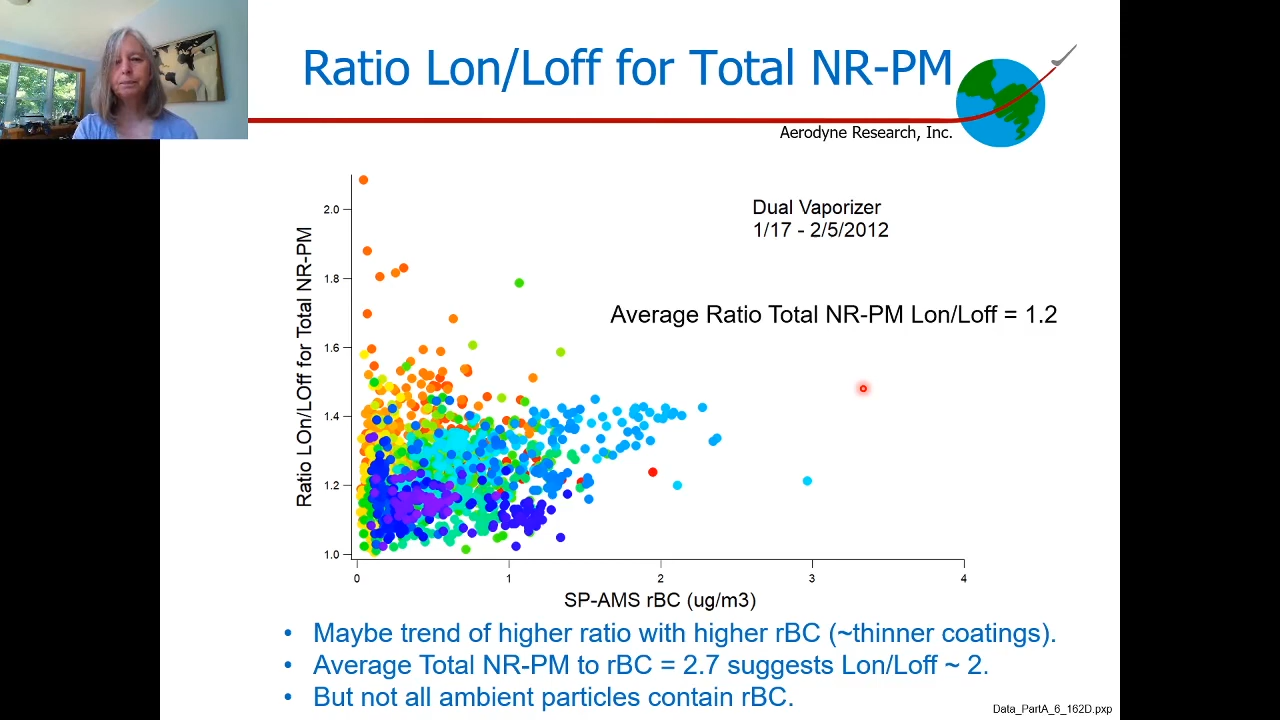 Ratio Lon/Loff for Total NR-PM
Aerodyne Research, Inc.
Dual Vaporizer
1/17 - 2/5/2012
Average Ratio Total NR-PM Lon/Loff = 1.2
Ratio LOn/LOff for Total NR-PM
2.0
1.8
1.6
1.4
1.2
1.0
0 1 2 3 4
SP-AMS rBC (ug/m3)
• Maybe trend of higher ratio with higher rBC (~thinner coatings).
• Average Total NR-PM to rBC = 2.7 suggests Lon/Loff ~ 2.
• But not all ambient particles contain rBC.
Data_PartA_6_162D.pxp